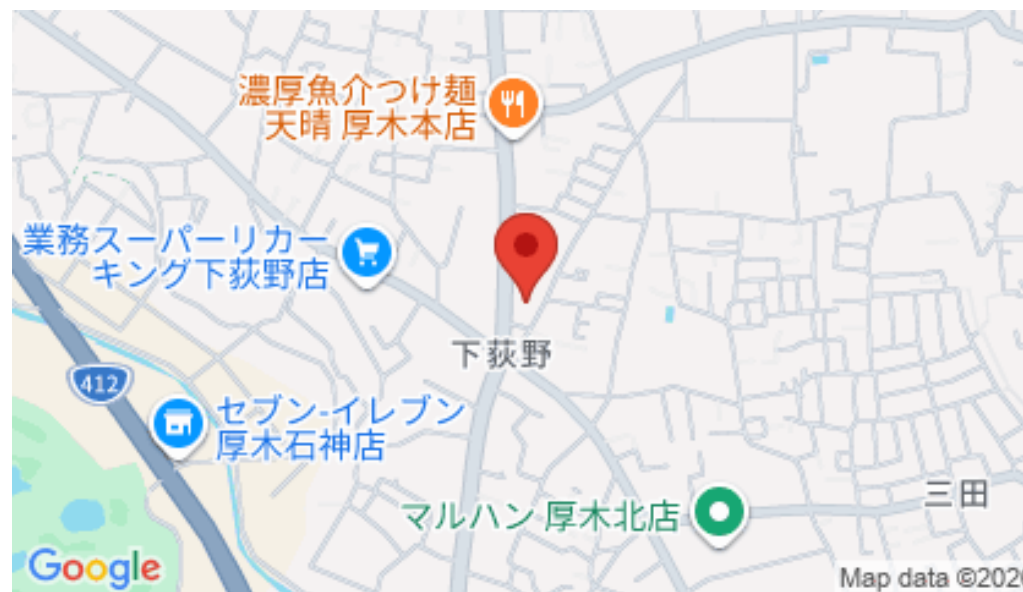 濃厚魚介つけ麺
天晴 厚木本店
業務スーパーリカー
キング下荻野店
下荻野
412
セブン-イレブン
厚木石神店
三田
マルハン 厚木北店
Google
Map data ©202